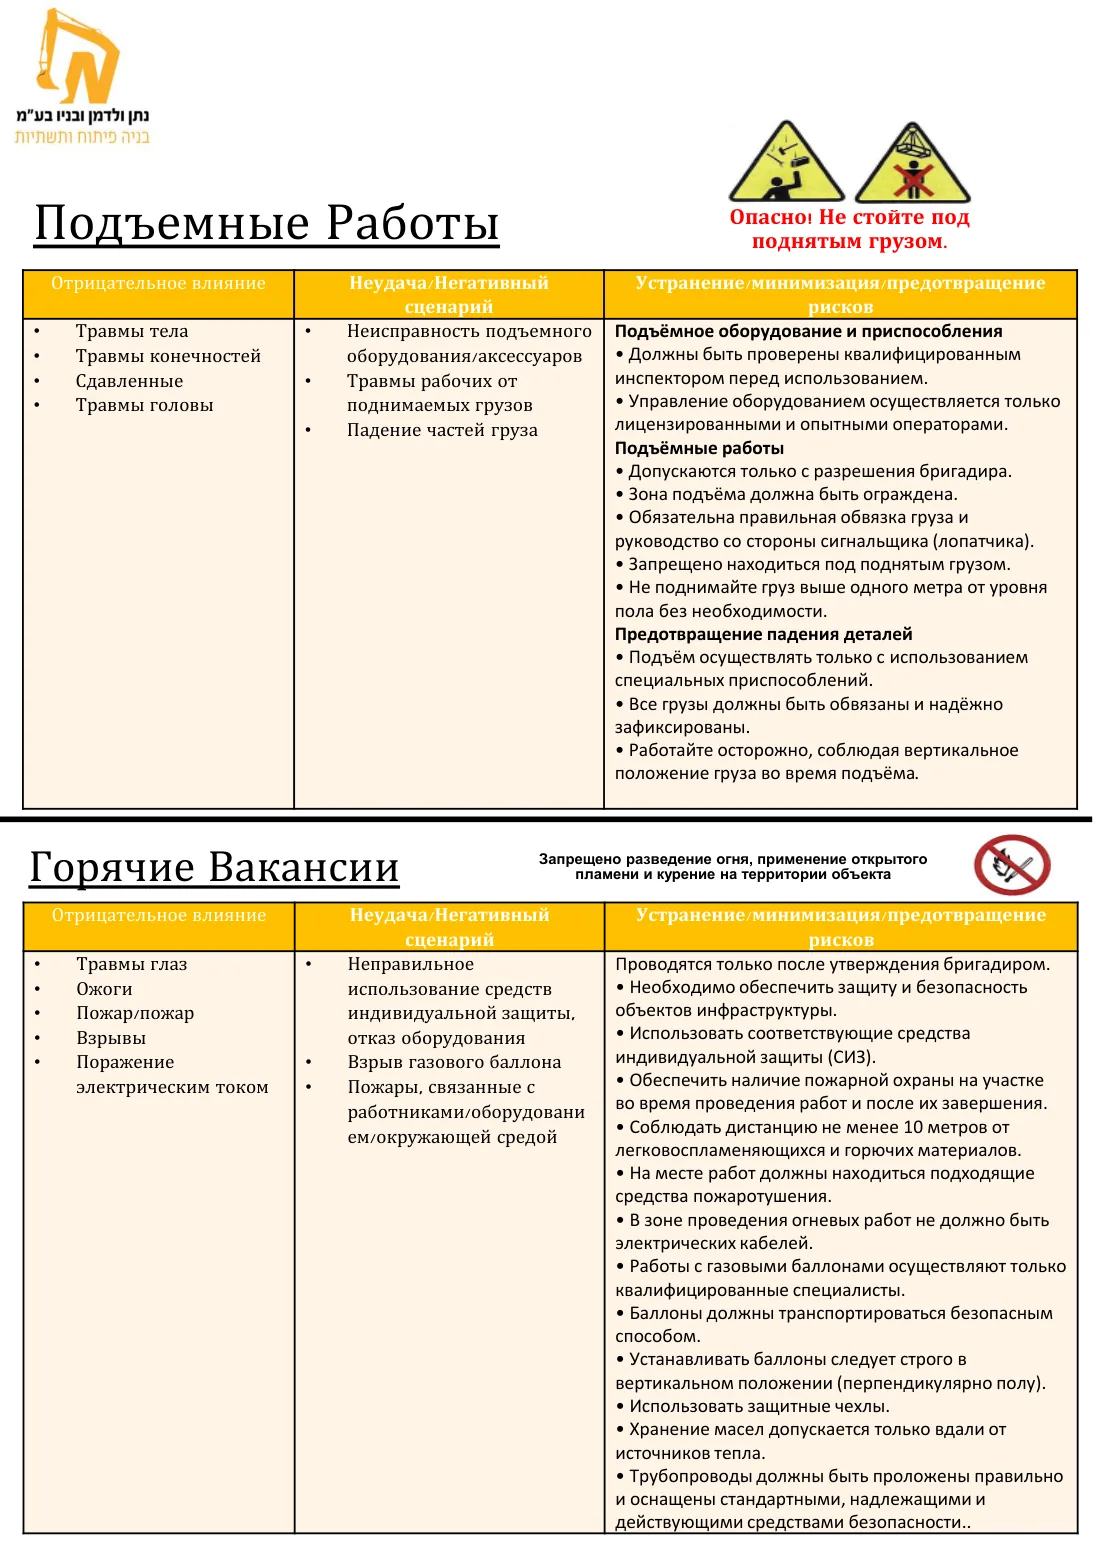 נתן ולדמן ובניו בע"מ
בניה פיתוח ותשתיות
Подъемные Работы
Опасно! Не стойте под
поднятым грузом.
Отрицательное влияние
Неудача/Негативный
сценарий
Устранение/минимизация/предотвращение
рисков
• Травмы тела
• Травмы конечностей
• Сдавленные
• Травмы головы
• Неисправность подъемного
оборудования/аксессуаров
• Травмы рабочих от
поднимаемых грузов
• Падение частей груза
Подъёмное оборудование и приспособления
• Должны быть проверены квалифицированным
инспектором перед использованием.
• Управление оборудованием осуществляется только
лицензированными и опытными операторами.
Подъёмные работы
• Допускаются только с разрешения бригадира.
• Зона подъёма должна быть ограждена.
• Обязательна правильная обвязка груза и
руководство со стороны сигнальщика (лопатчика).
• Запрещено находиться под поднятым грузом.
• Не поднимайте груз выше одного метра от уровня
пола без необходимости.
Предотвращение падения деталей
• Подъём осуществлять только с использованием
специальных приспособлений.
• Все грузы должны быть обвязаны и надёжно
зафиксированы.
• Работайте осторожно, соблюдая вертикальное
положение груза во время подъёма.
Горячие Вакансии
Запрещено разведение огня, применение открытого
пламени и курение на территории объекта
Отрицательное влияние
Неудача/Негативный
сценарий
Устранение/минимизация/предотвращение
рисков
• Травмы глаз
• Ожоги
• Пожар/пожар
• Взрывы
• Поражение
электрическим током
• Неправильное
использование средств
индивидуальной защиты,
отказ оборудования
• Взрыв газового баллона
• Пожары, связанные с
работниками/оборудовани
ем/окружающей средой
Проводятся только после утверждения бригадиром.
• Необходимо обеспечить защиту и безопасность
объектов инфраструктуры.
• Использовать соответствующие средства
индивидуальной защиты (СИЗ).
• Обеспечить наличие пожарной охраны на участке
во время проведения работ и после их завершения.
• Соблюдать дистанцию не менее 10 метров от
легковоспламеняющихся и горючих материалов.
• На месте работ должны находиться подходящие
средства пожаротушения.
• В зоне проведения огневых работ не должно быть
электрических кабелей.
• Работы с газовыми баллонами осуществляют только
квалифицированные специалисты.
• Баллоны должны транспортироваться безопасным
способом.
• Устанавливать баллоны следует строго в
вертикальном положении (перпендикулярно полу).
• Использовать защитные чехлы.
• Хранение масел допускается только вдали от
источников тепла.
• Трубопроводы должны быть проложены правильно
и оснащены стандартными, надлежащими и
действующими средствами безопасности..